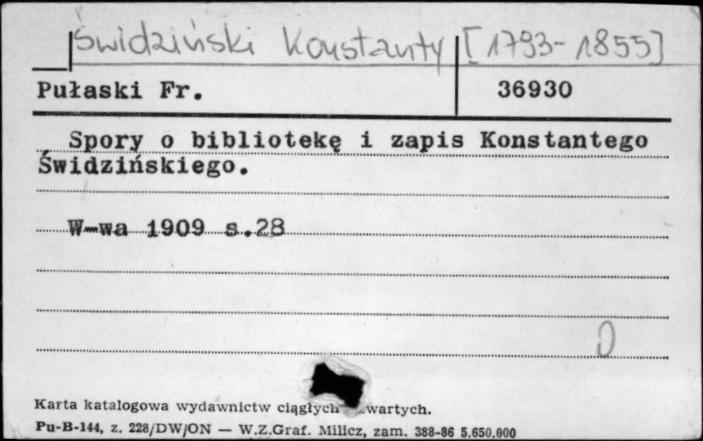 Świdziński Konstanty [1793-1855]
Pułaski Fr. 36930
Spory o bibliotekę i zapis Konstantego
Świdzińskiego.
W-wa 1909 s.28
Karta katalogowa wydawnictw ciągłych wartych.
Pu-B-144, z. 228/DW/ON — W.Z.Graf. Milicz, zam. 388-86 5.650.000